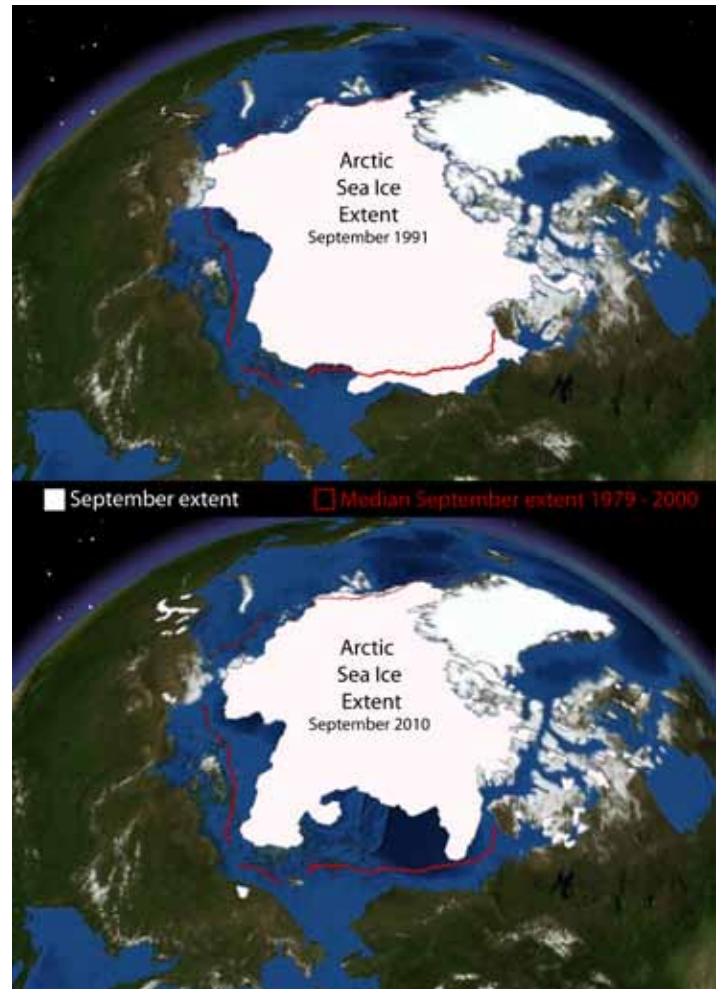 Arctic
Sea Ice
Extent
September 1991
September extent
Median September extent 1979 - 2000
Arctic
Sea Ice
Extent
September 2010